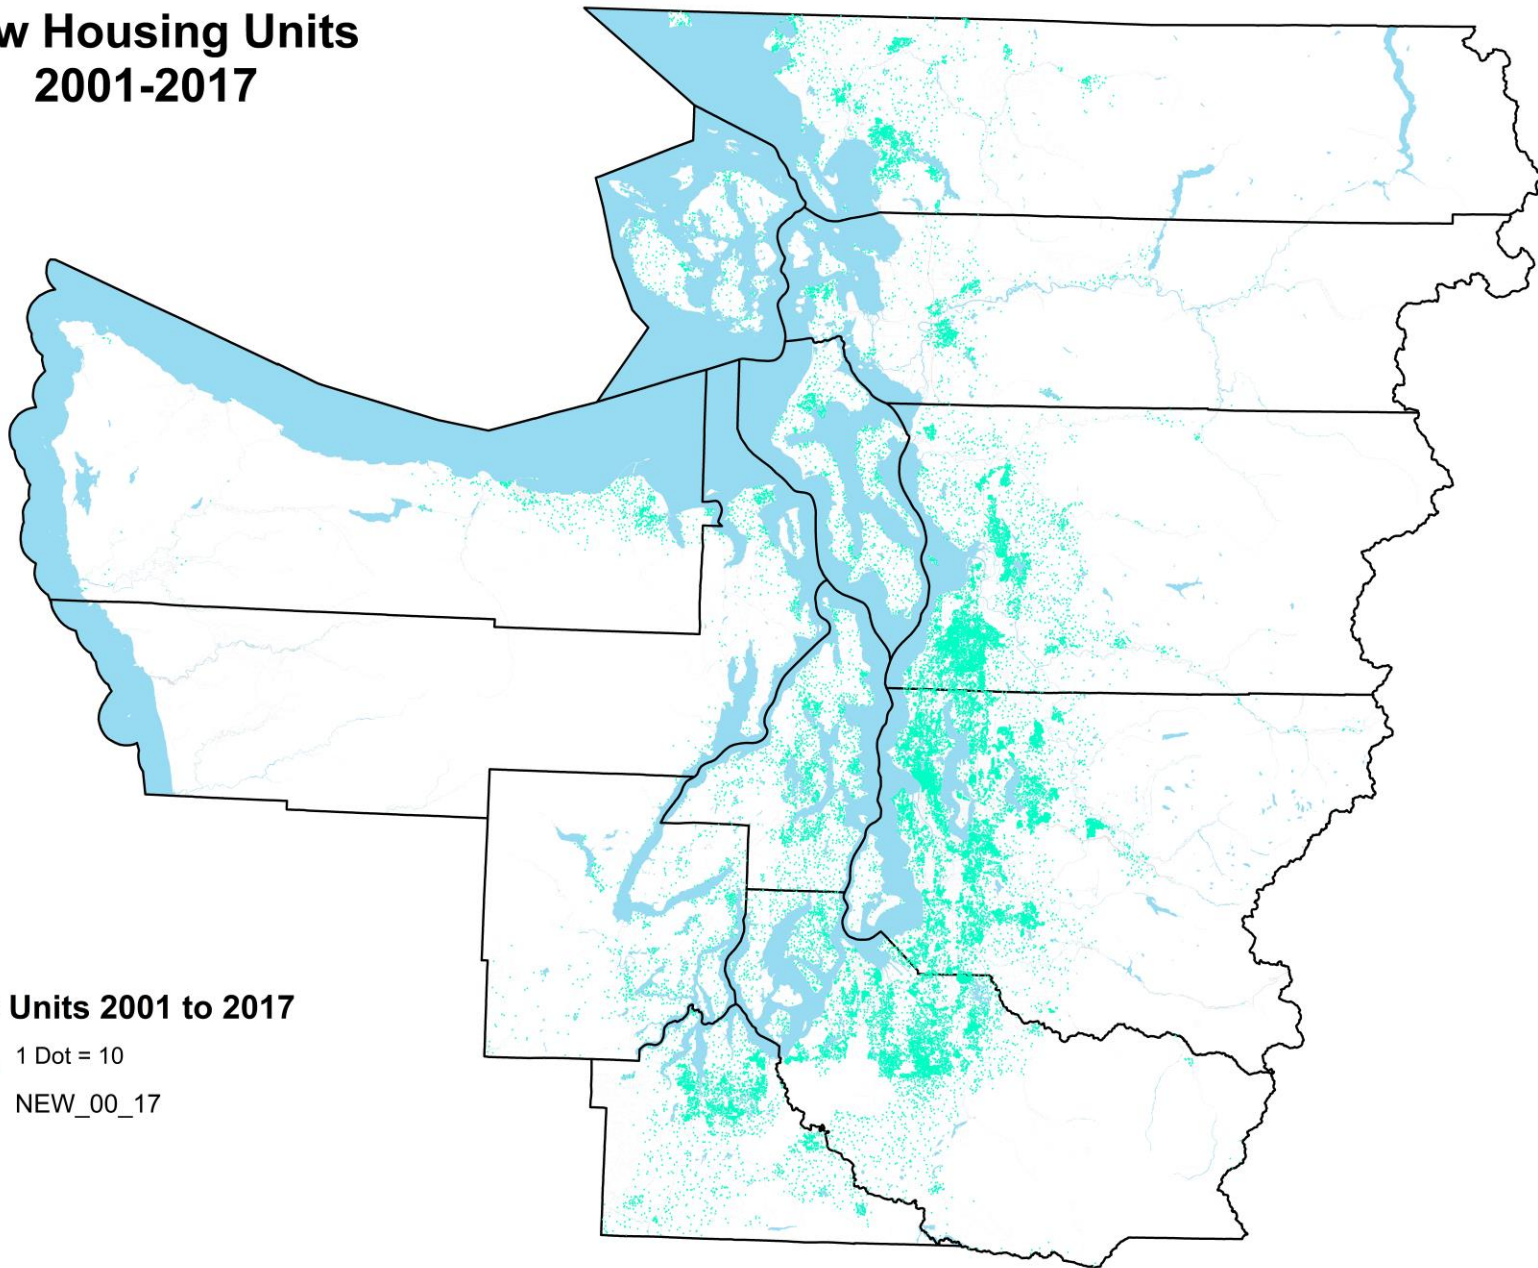 w Housing Units
2001-2017
Units 2001 to 2017
1 Dot = 10
NEW_00_17